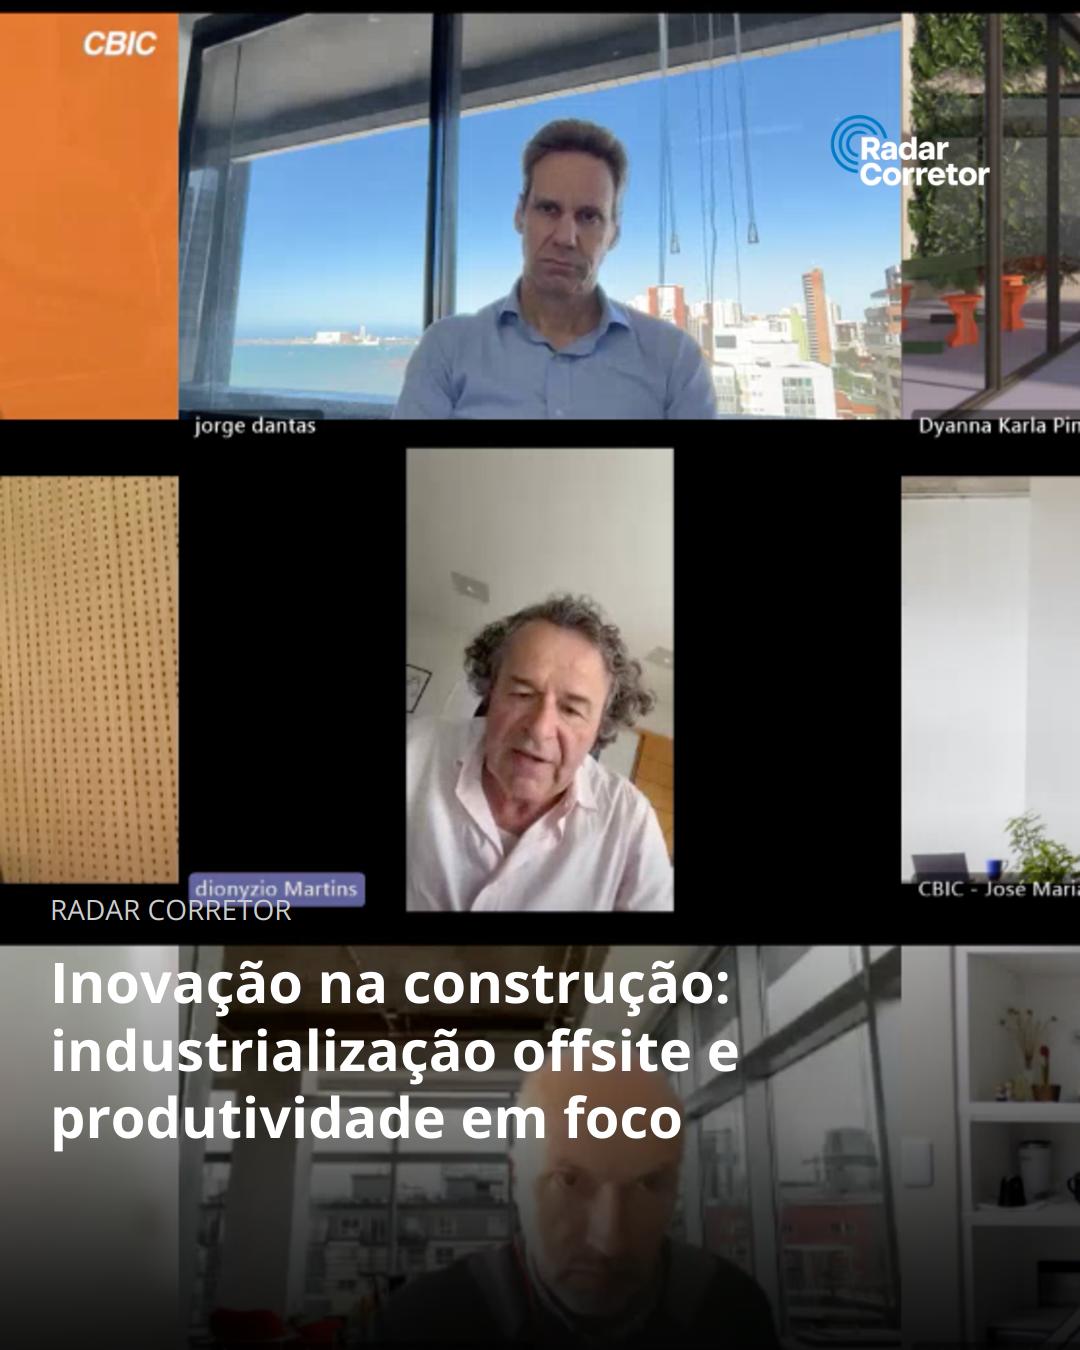 CBIC
Radar
Corretor
jorge dantas
Dyanna Karla Pin
dionyzio Martins
CBIC - José Maria
RADAR CORRETOR
Inovação na construção:
industrialização offsite e
produtividade em foco